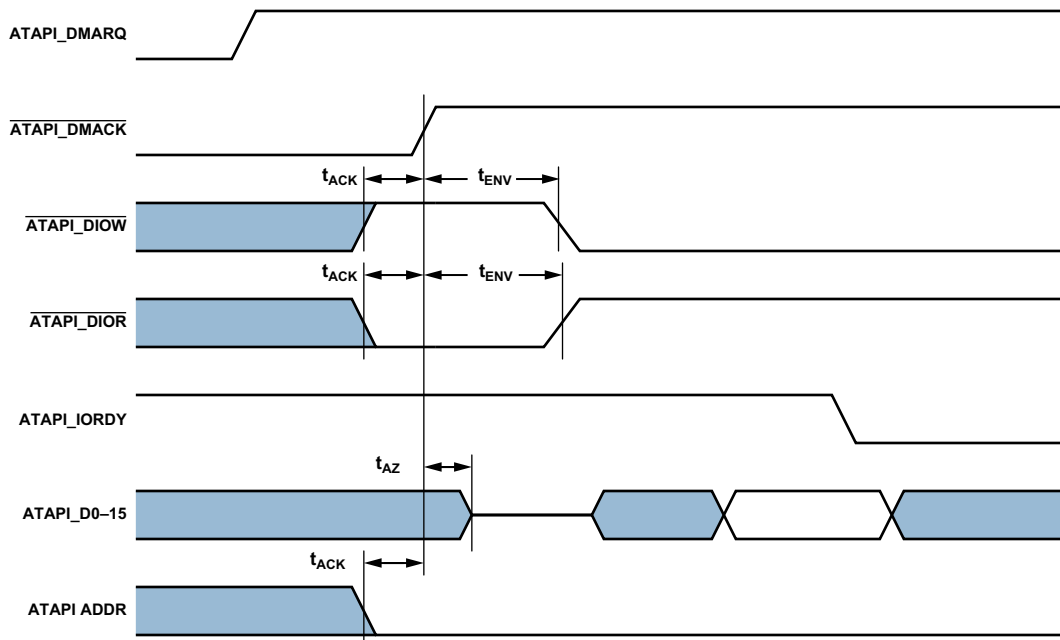 ATAPI_DMARQ
ATAPI_DMACK
tACK
tENV
ATAPI_DIOW
tACK
tENV
ATAPI_DIOR
ATAPI_IORDY
tAZ
ATAPI_D0–15
tACK
ATAPI ADDR